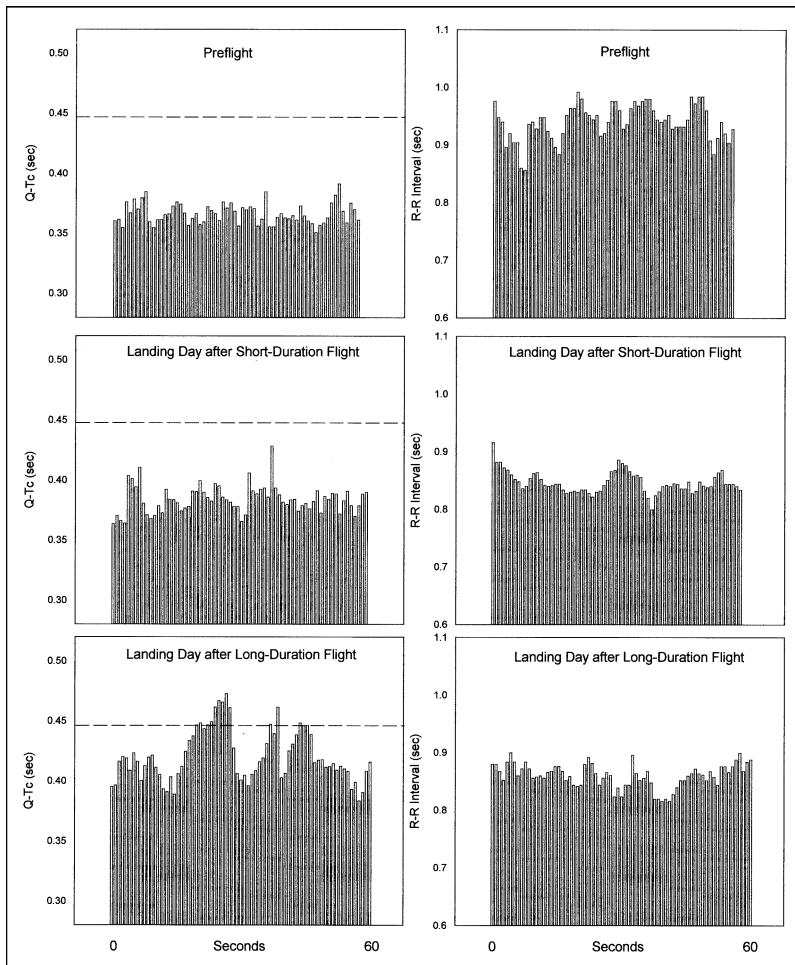 Preflight
0.50
0.45
0.40
0.35
0.30
Q-Tc (sec)
Preflight
1.1
1.0
0.9
0.8
0.7
0.6
R-R Interval (sec)
Landing Day after Short-Duration Flight
0.50
0.45
0.40
0.35
0.30
Q-Tc (sec)
Landing Day after Short-Duration Flight
1.1
1.0
0.9
0.8
0.7
0.6
R-R Interval (sec)
Landing Day after Long-Duration Flight
0.50
0.45
0.40
0.35
0.30
Q-Tc (sec)
0 Seconds 60
Landing Day after Long-Duration Flight
1.1
1.0
0.9
0.8
0.7
0.6
R-R Interval (sec)
0 Seconds 60